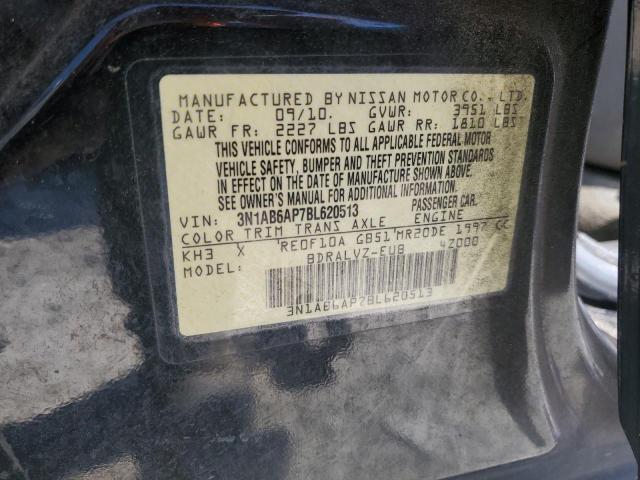 MANUFACTURED BY NISSAN MOTOR CO., LTD.
DATE: 09/10. GVWR: 3951 LBS
GAWR FR: 2227 LBS GAWR RR: 1810 LBS
THIS VEHICLE CONFORMS TO ALL APPLICABLE FEDERAL MOTOR
VEHICLE SAFETY, BUMPER AND THEFT PREVENTION STANDARDS
IN EFFECT ON THE DATE OF MANUFACTURE SHOWN ABOVE.
SEE OWNER'S MANUAL FOR ADDITIONAL INFORMATION.
VIN: 3N1AB6AP7BL620513 PASSENGER CAR.
COLOR TRIM TRANS AXLE ENGINE
KH3 X RE0F10A GB51 MR20DE 1997 CC
MODEL: BDRALVZ-EUB 4Z000
3N1AB6AP7BL620513